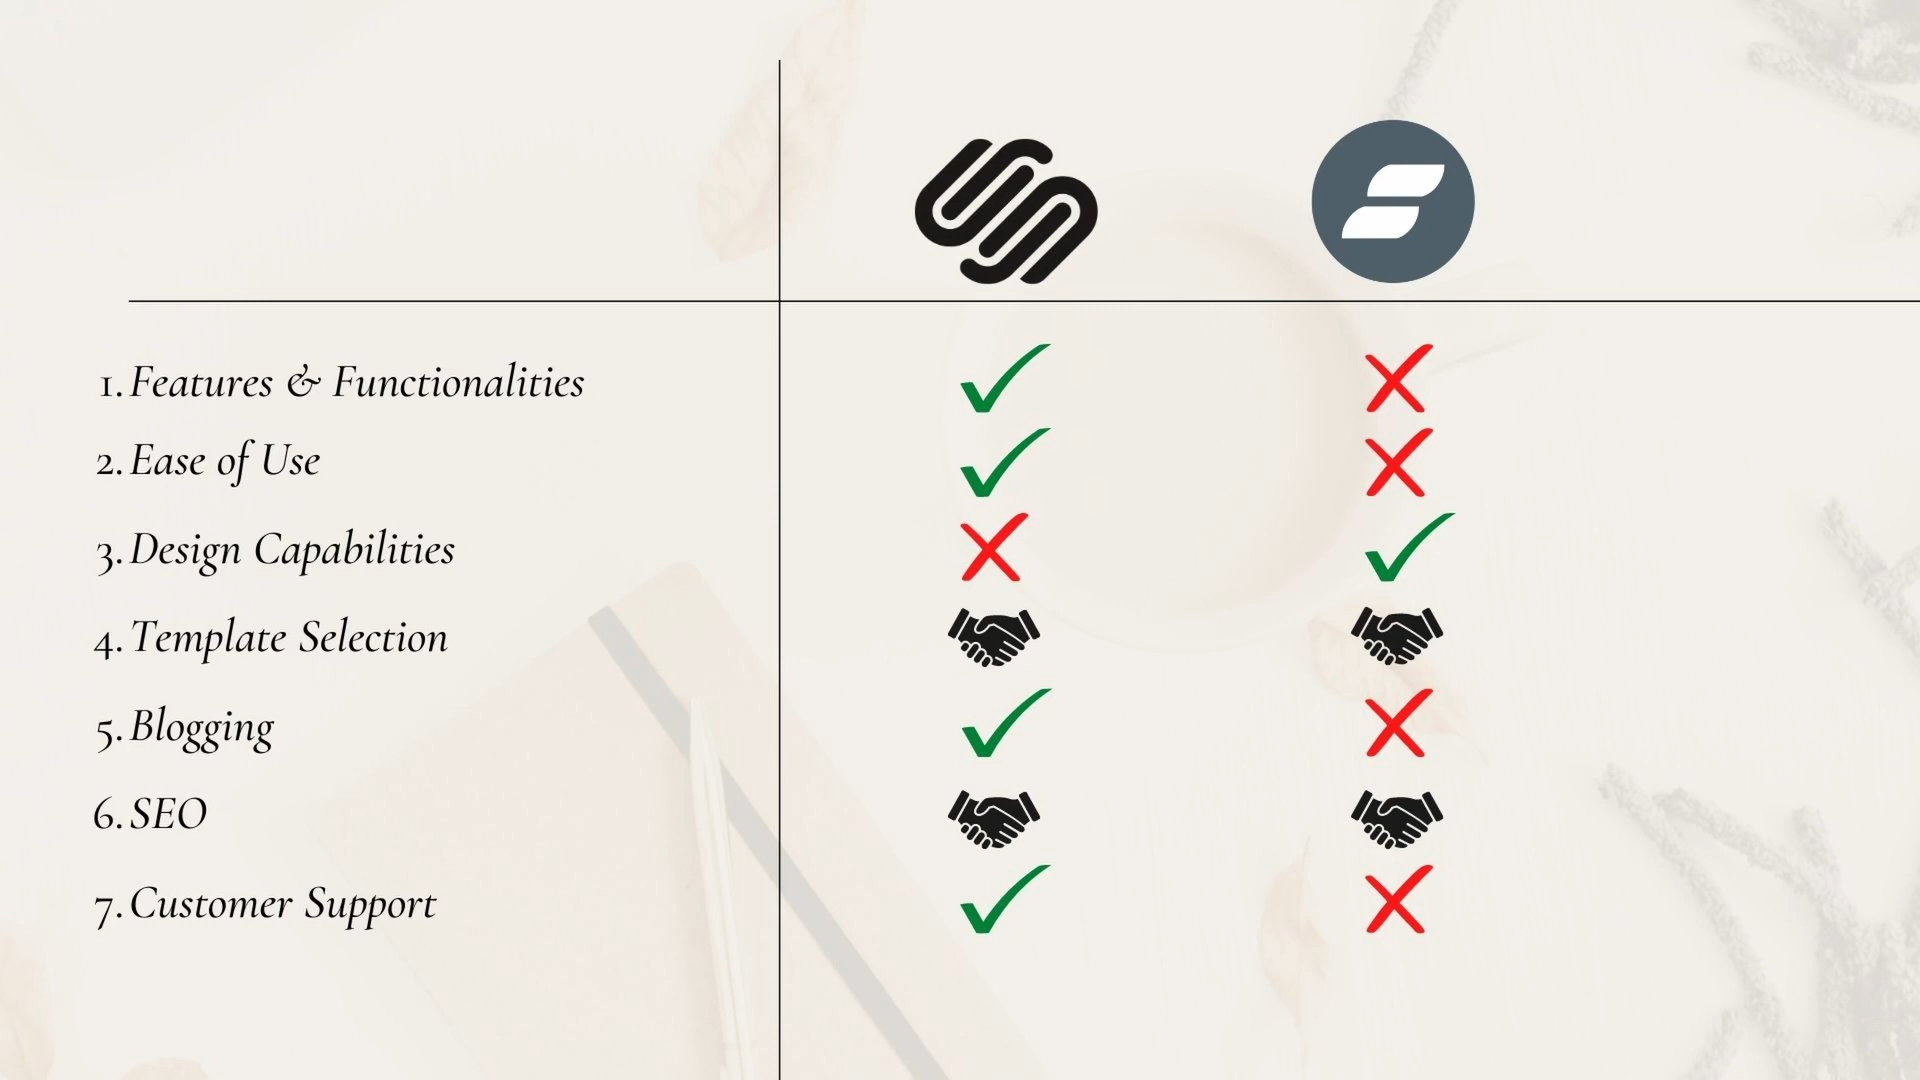 1. Features & Functionalities
2. Ease of Use
3. Design Capabilities
4. Template Selection
5. Blogging
6. SEO
7. Customer Support